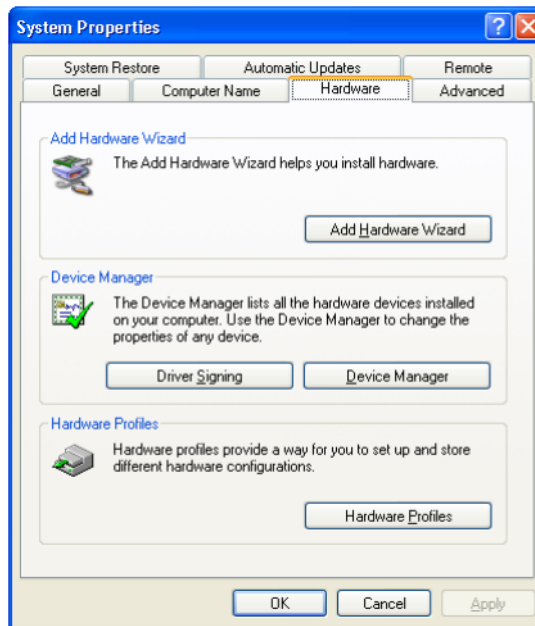 System Properties
System Restore Automatic Updates Remote
General Computer Name Hardware Advanced
Add Hardware Wizard
The Add Hardware Wizard helps you install hardware.
Add Hardware Wizard
Device Manager
The Device Manager lists all the hardware devices installed
on your computer. Use the Device Manager to change the
properties of any device.
Driver Signing Device Manager
Hardware Profiles
Hardware profiles provide a way for you to set up and store
different hardware configurations.
Hardware Profiles
OK Cancel Apply